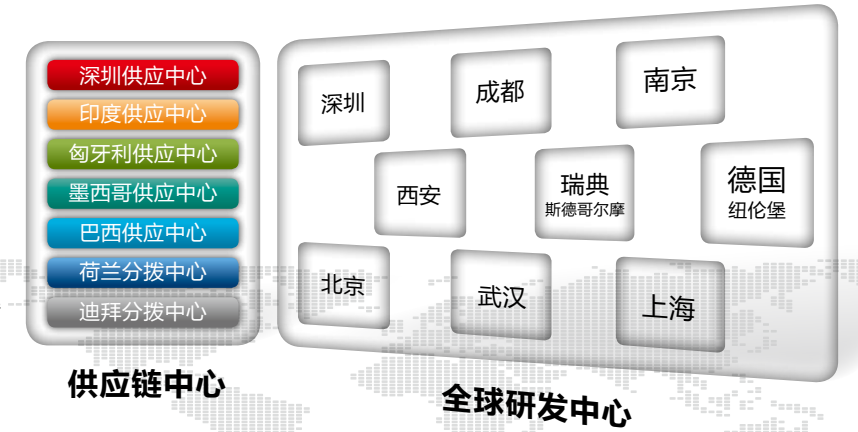 深圳供应中心
印度供应中心
匈牙利供应中心
墨西哥供应中心
巴西供应中心
荷兰分拨中心
迪拜分拨中心
供应链中心
深圳
成都
南京
西安
瑞典
斯德哥尔摩
德国
纽伦堡
北京
武汉
上海
全球研发中心